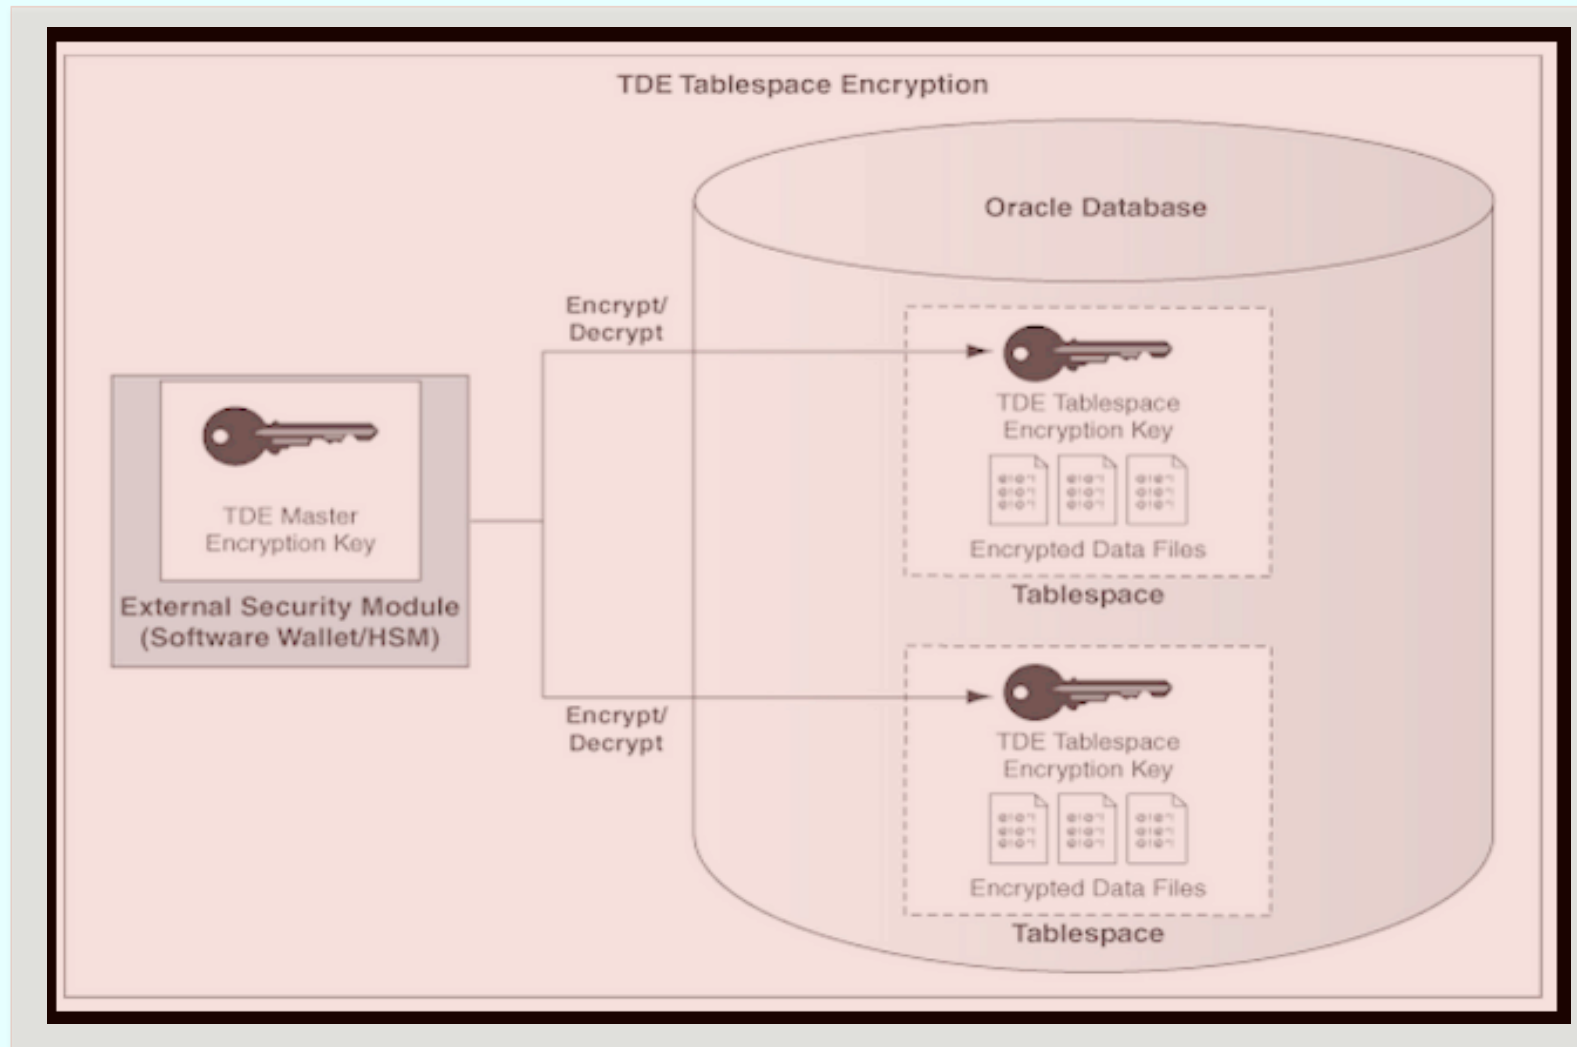 TDE Tablespace Encryption
Oracle Database
Encrypt/
Decrypt
TDE Tablespace
Encryption Key
Encrypted Data Files
Tablespace
TDE Master
Encryption Key
External Security Module
(Software Wallet/HSM)
Encrypt/
Decrypt
TDE Tablespace
Encryption Key
Encrypted Data Files
Tablespace